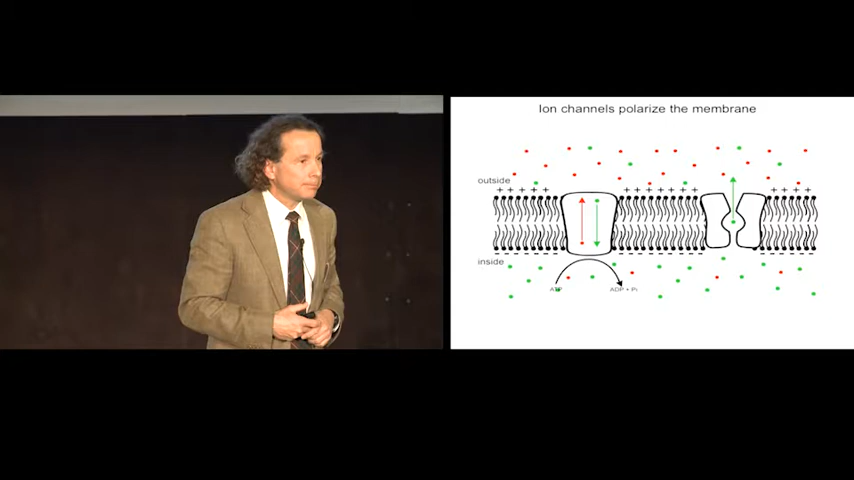 Ion channels polarize the membrane
outside
+ + + + + + + + + + + + + + + +
- - - - - - - - - - - - - - - -
inside
ATP
ADP + Pi